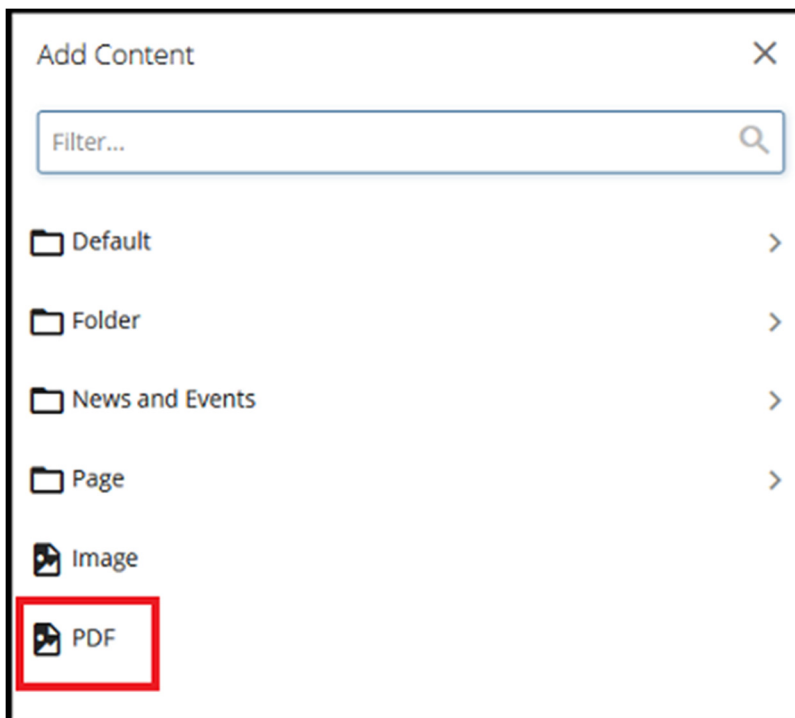 Add Content
Filter...
Default
Folder
News and Events
Page
Image
PDF